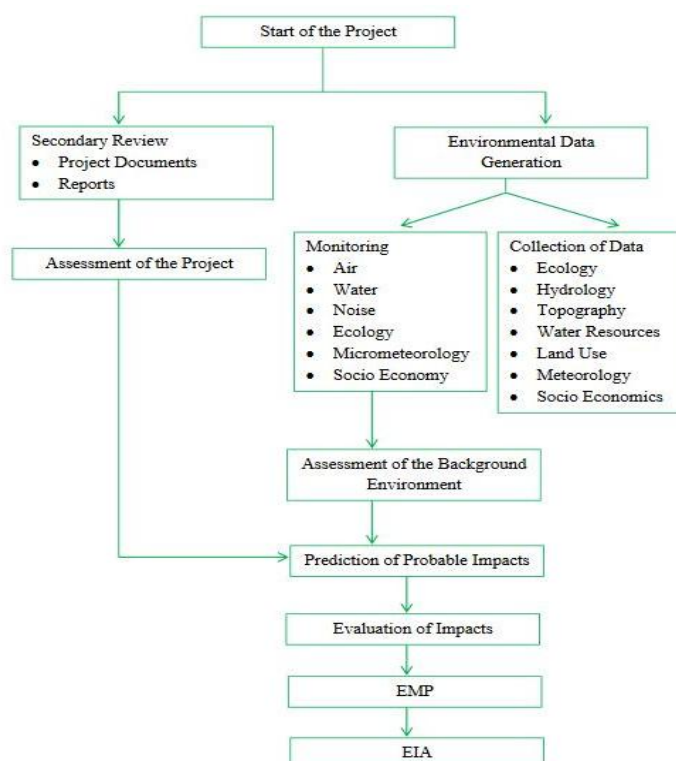 Start of the Project
Secondary Review
● Project Documents
● Reports
Environmental Data
Generation
Assessment of the Project
Monitoring
● Air
● Water
● Noise
● Ecology
● Micrometeorology
● Socio Economy
Collection of Data
● Ecology
● Hydrology
● Topography
● Water Resources
● Land Use
● Meteorology
● Socio Economics
Assessment of the Background
Environment
Prediction of Probable Impacts
Evaluation of Impacts
EMP
EIA